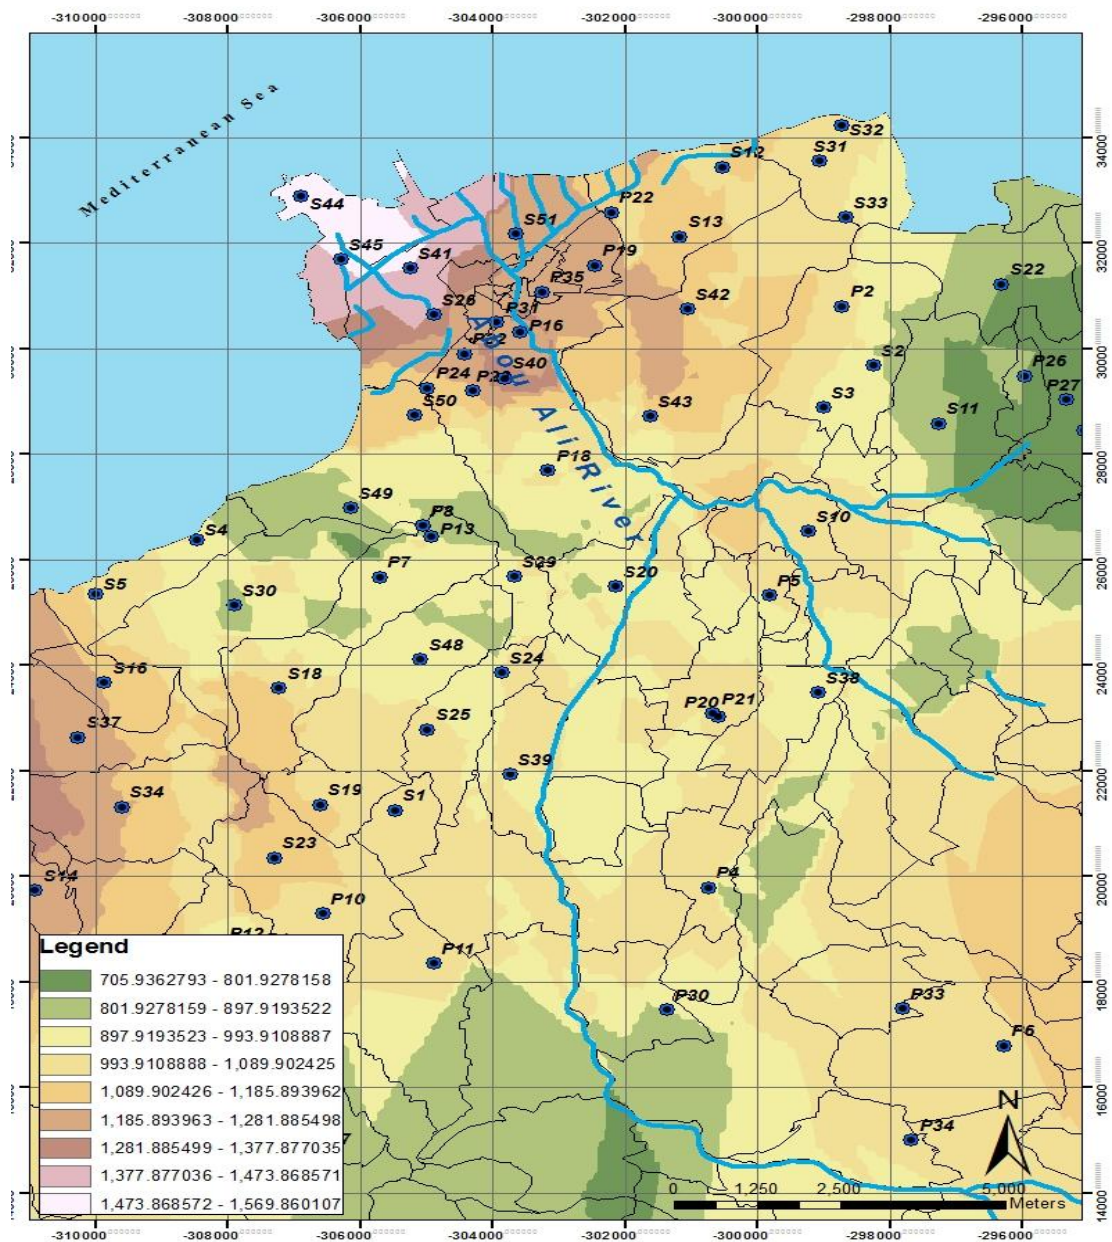 -310000 -308000 -306000 -304000 -302000 -300000 -298000 -296000
Mediterranean Sea
S32
S12
S31
S44
P22
S33
S51
S13
S45
S41
P19
S22
P35
S42
P2
S26
P31
P16
Abou Ali River
S40
S2
P26
P24
P27
S50
S3
S43
S11
P18
S49
P8
S4
P13
S10
P7
S29
S20
S5
S30
P5
S48
S24
S16
S18
S38
P20 P21
S37
S25
S39
S34
S19
S1
S23
S14
P4
P10
P12
P11
P30
P33
P6
P34
34000
32000
30000
28000
26000
24000
22000
20000
18000
16000
14000
Legend
705.9362793 - 801.9278158
801.9278159 - 897.9193522
897.9193523 - 993.9108887
993.9108888 - 1,089.902425
1,089.902426 - 1,185.893962
1,185.893963 - 1,281.885498
1,281.885499 - 1,377.877035
1,377.877036 - 1,473.868571
1,473.868572 - 1,569.860107
N
0 1,250 2,500 5,000
Meters
-310000 -308000 -306000 -304000 -302000 -300000 -298000 -296000